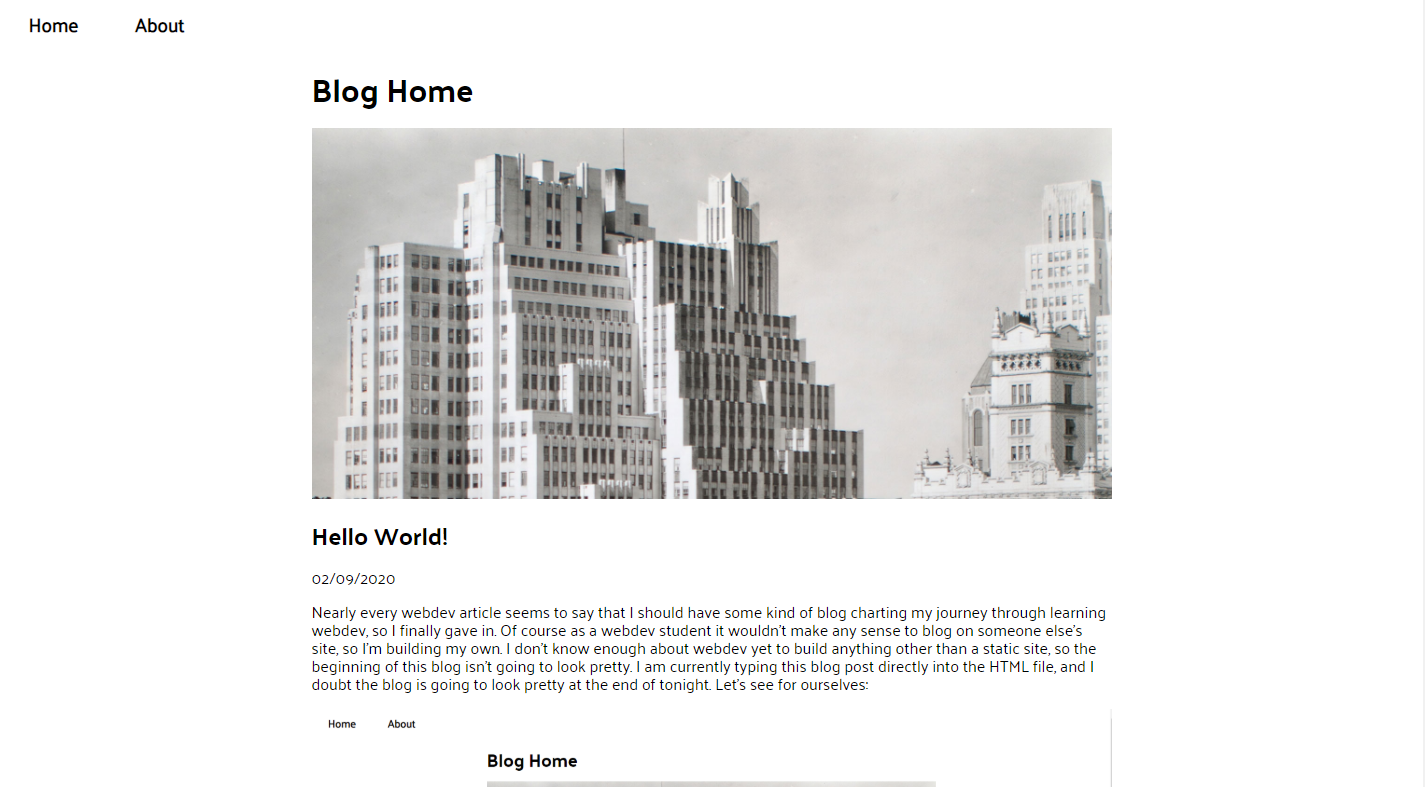 Home About
Blog Home
Hello World!
02/09/2020
Nearly every webdev article seems to say that I should have some kind of blog charting my journey through learning
webdev, so I finally gave in. Of course as a webdev student it wouldn't make any sense to blog on someone else's
site, so I'm building my own. I don't know enough about webdev yet to build anything other than a static site, so the
beginning of this blog isn't going to look pretty. I am currently typing this blog post directly into the HTML file, and I
doubt the blog is going to look pretty at the end of tonight. Let's see for ourselves:
Home About
Blog Home